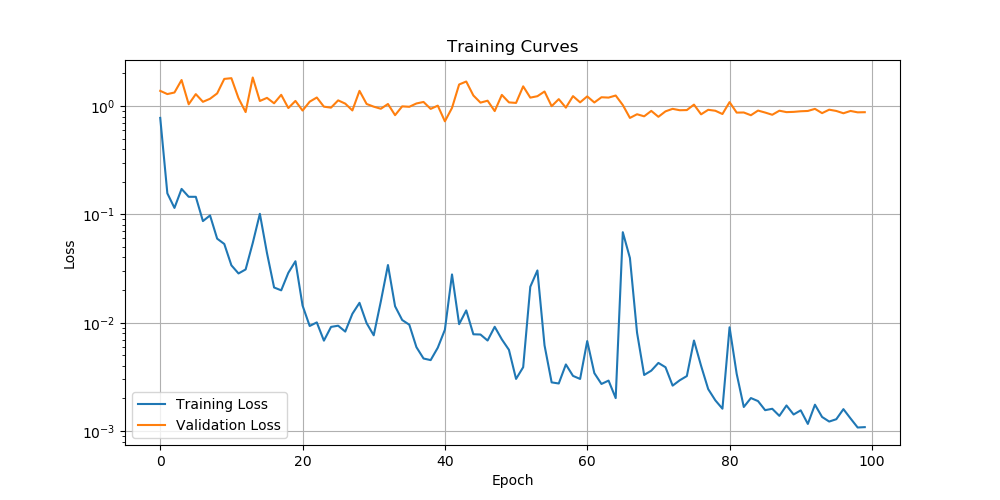 Training Curves
Loss
10⁰
10⁻¹
10⁻²
10⁻³
Training Loss
Validation Loss
0 20 40 60 80 100
Epoch